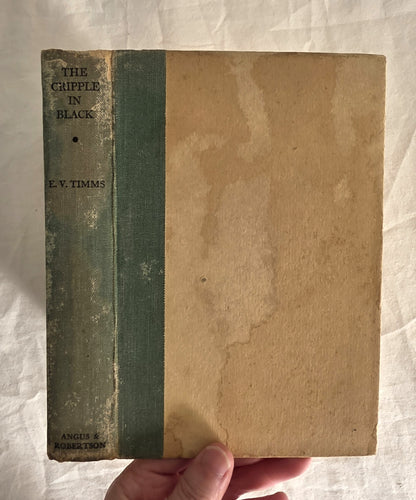 THE
CRIPPLE
IN
BLACK
•
E. V. TIMMS
ANGUS &
ROBERTSON